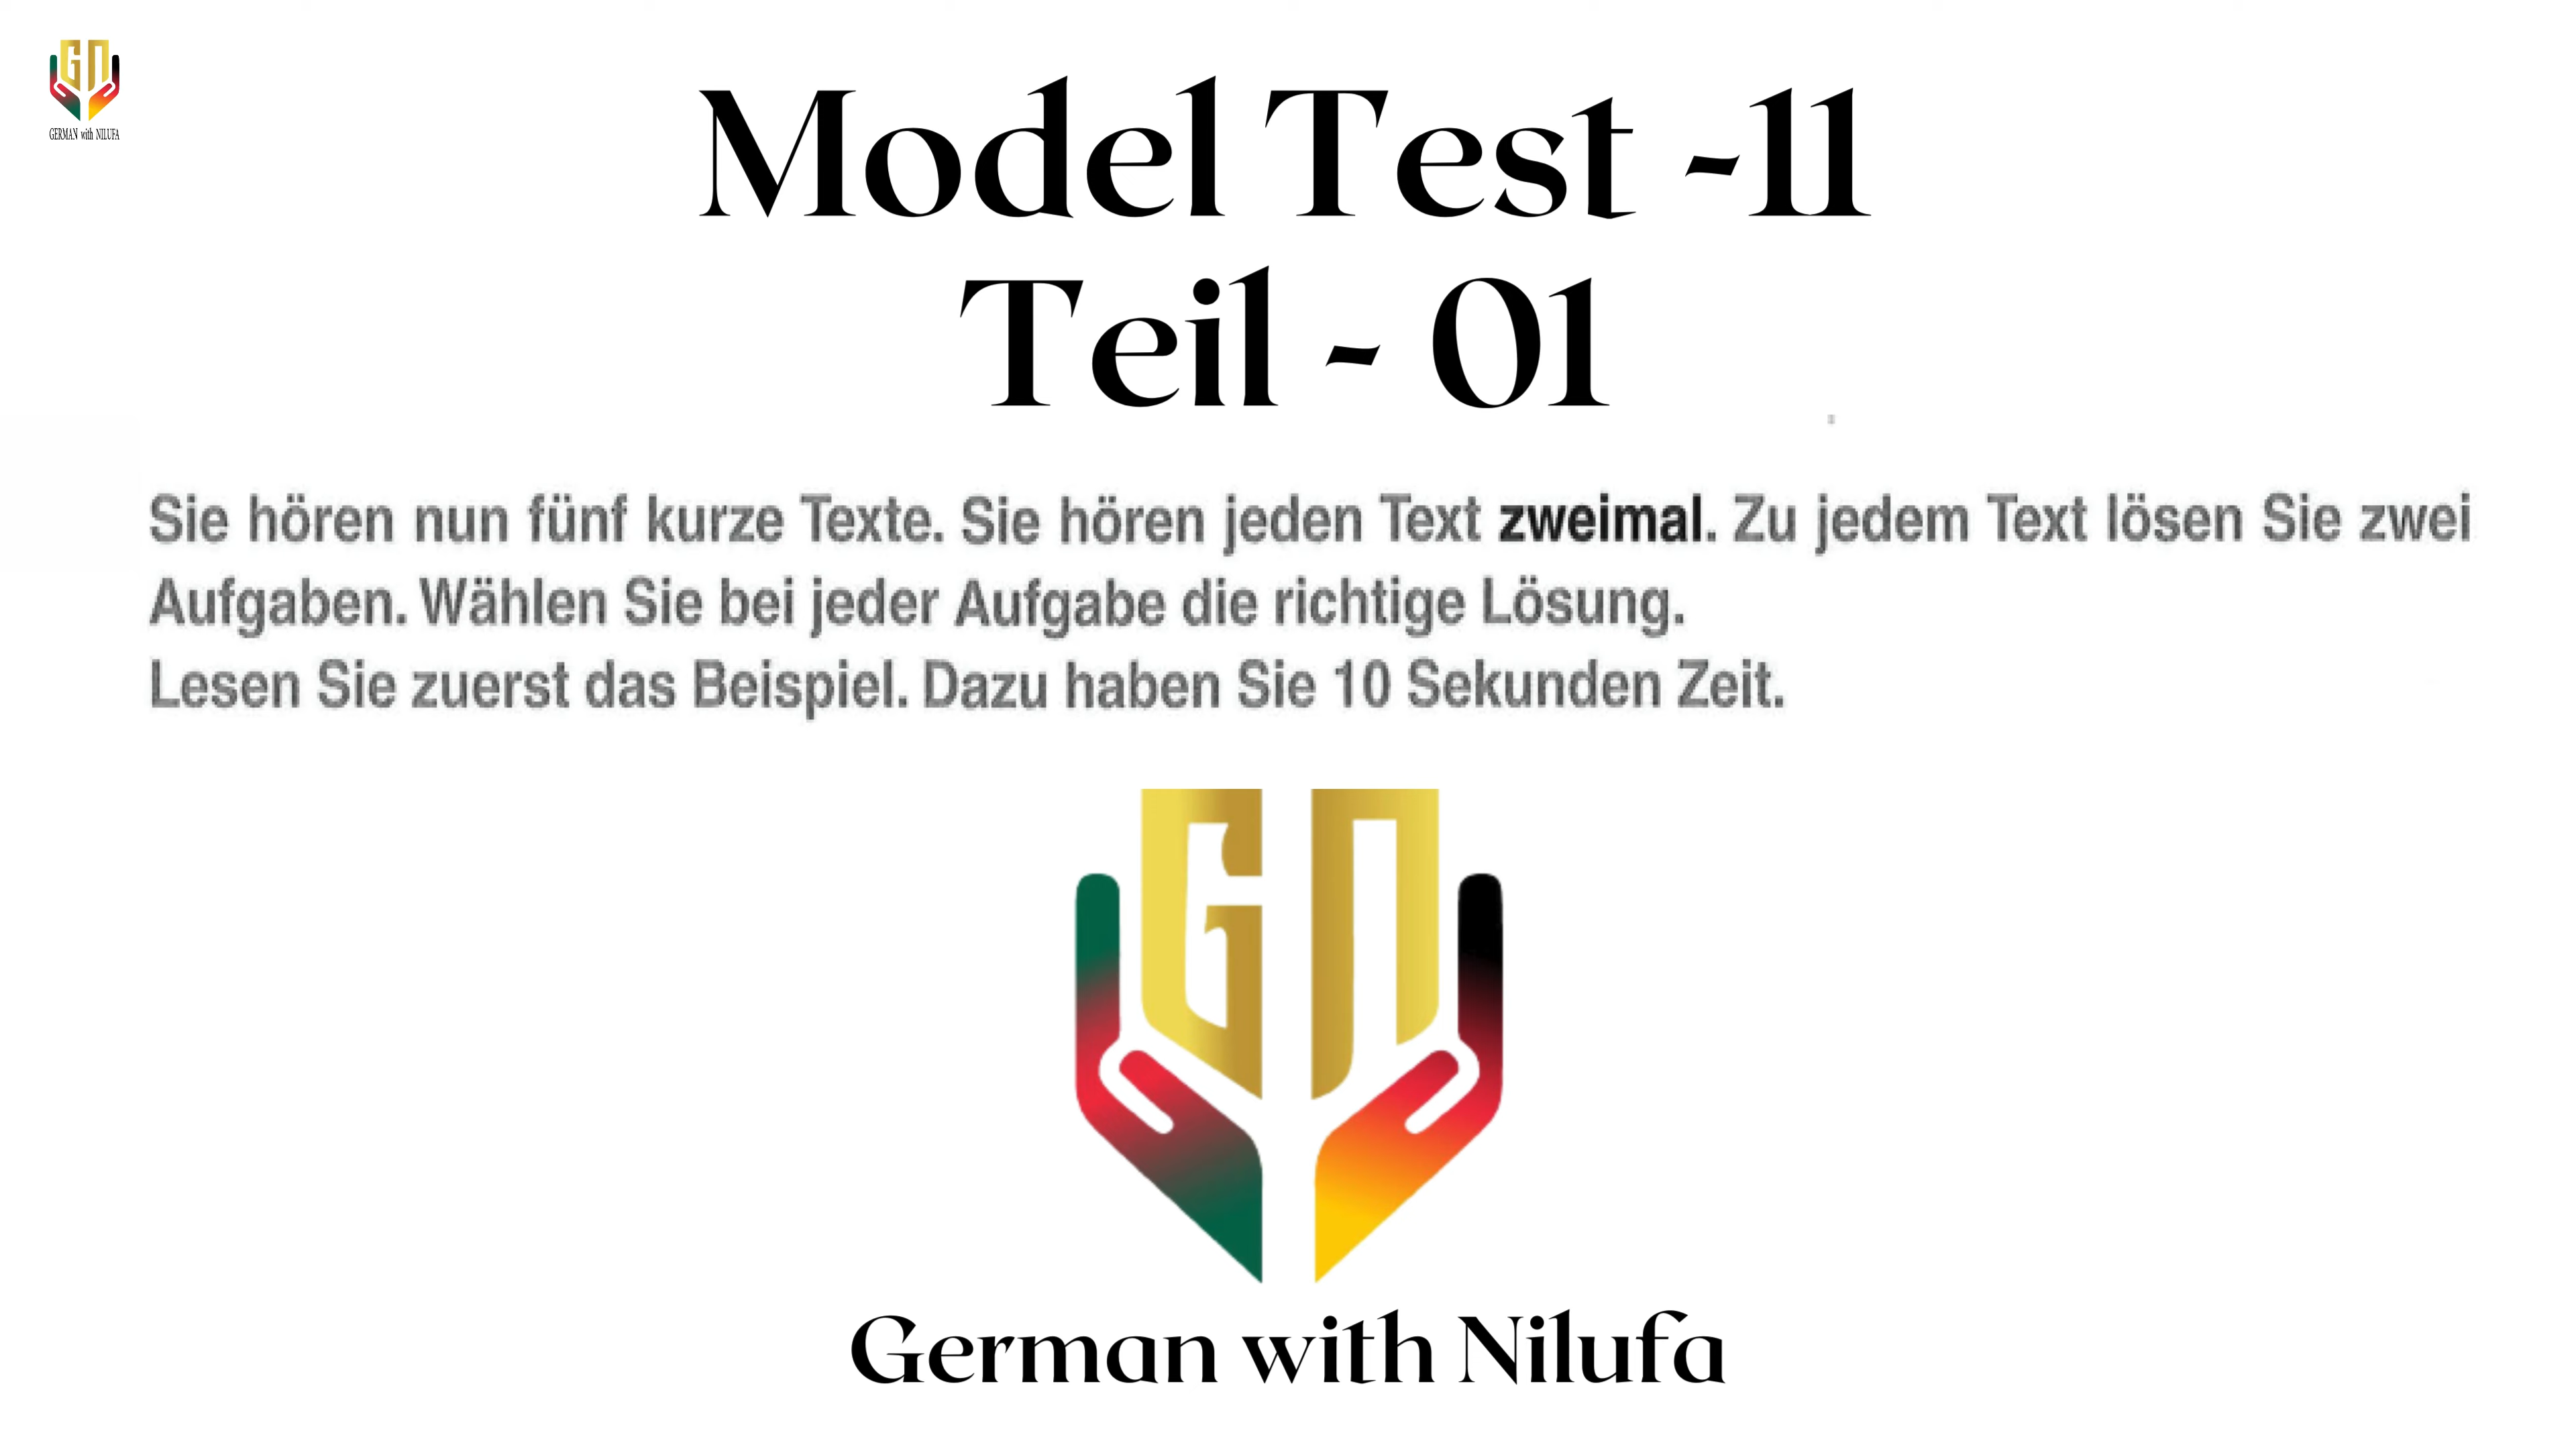 GN
GERMAN with NILUFA
Model Test -11
Teil - 01
Sie hören nun fünf kurze Texte. Sie hören jeden Text zweimal. Zu jedem Text lösen Sie zwei
Aufgaben. Wählen Sie bei jeder Aufgabe die richtige Lösung.
Lesen Sie zuerst das Beispiel. Dazu haben Sie 10 Sekunden Zeit.
GN
German with Nilufa